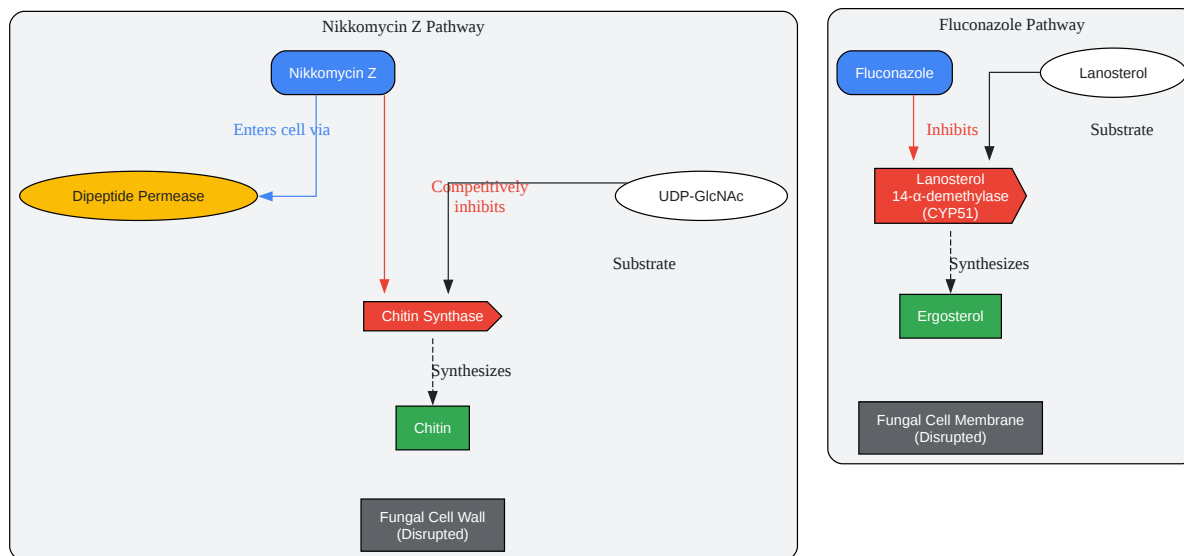 Nikkomycin Z Pathway
Nikkomycin Z
Enters cell via
Dipeptide Permease
Competitively
inhibits
UDP-GlcNAc
Substrate
Chitin Synthase
Synthesizes
Chitin
Fungal Cell Wall
(Disrupted)
Fluconazole Pathway
Fluconazole
Lanosterol
Inhibits
Substrate
Lanosterol
14-α-demethylase
(CYP51)
Synthesizes
Ergosterol
Fungal Cell Membrane
(Disrupted)